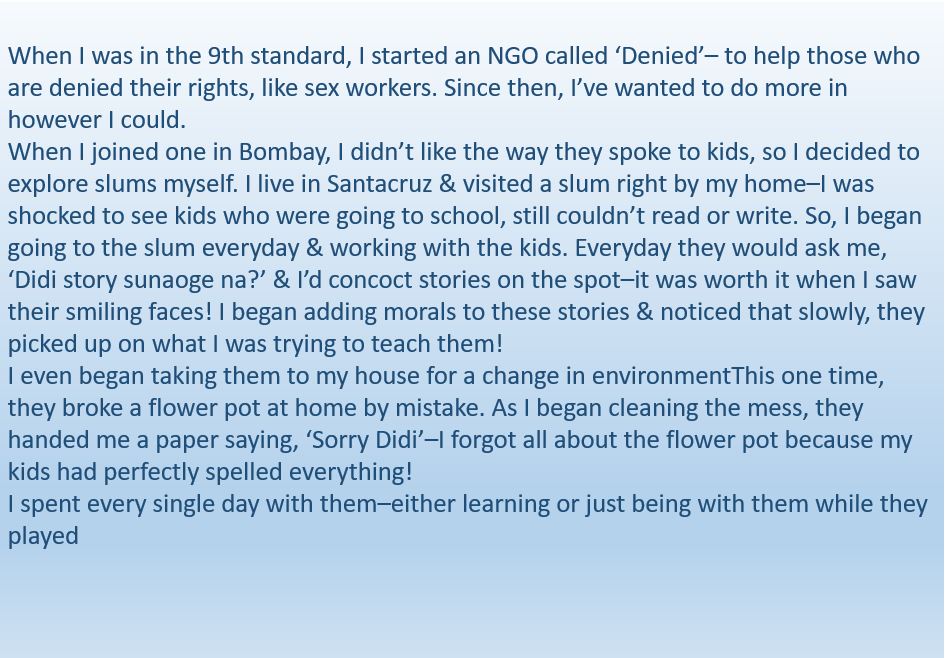 When I was in the 9th standard, I started an NGO called ‘Denied’– to help those who
are denied their rights, like sex workers. Since then, I’ve wanted to do more in
however I could.
When I joined one in Bombay, I didn’t like the way they spoke to kids, so I decided to
explore slums myself. I live in Santacruz & visited a slum right by my home–I was
shocked to see kids who were going to school, still couldn’t read or write. So, I began
going to the slum everyday & working with the kids. Everyday they would ask me,
‘Didi story sunaoge na?’ & I’d concoct stories on the spot–it was worth it when I saw
their smiling faces! I began adding morals to these stories & noticed that slowly, they
picked up on what I was trying to teach them!
I even began taking them to my house for a change in environmentThis one time,
they broke a flower pot at home by mistake. As I began cleaning the mess, they
handed me a paper saying, ‘Sorry Didi’–I forgot all about the flower pot because my
kids had perfectly spelled everything!
I spent every single day with them–either learning or just being with them while they
played